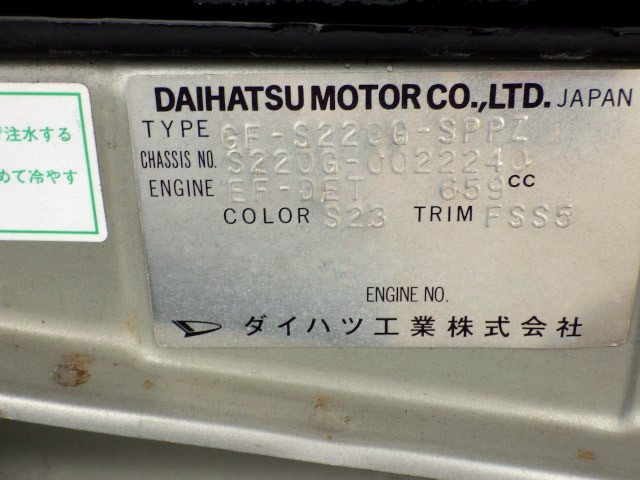 DAIHATSU MOTOR CO.,LTD. JAPAN
TYPE GF-S220G-SPPZ
CHASSIS NO. S220G-0022240
ENGINE EF-DET 659 CC
COLOR S23 TRIM FSS5
ENGINE NO.
ダイハツ工業株式会社
注水する
めて冷やす